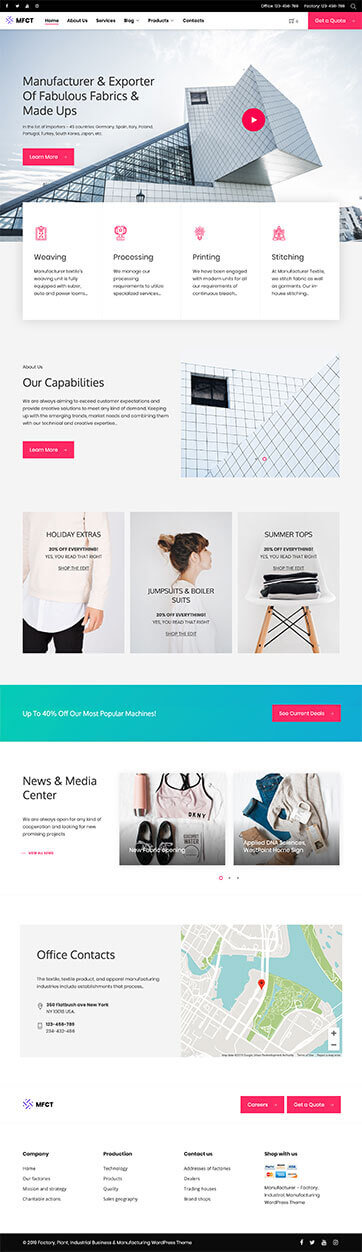 Office: 123-456-789 Factory: 123-456-789
MFCT Home About Us Services Blog Products Contacts Get a Quote
Manufacturer & Exporter
Of Fabulous Fabrics &
Made Ups
In the list of importers – 45 countries: Germany, Spain, Italy, Poland,
Portugal, Turkey, South Korea, Japan, etc.
Learn More
Weaving
Manufacturer textile's
weaving unit is fully
equipped with sulzer,
auto and power looms...
Processing
We manage our
processing
requirements to utilize
specialized services...
Printing
We have been engaged
with modern units for all
our requirements of
continuous bleach...
Stitching
At Manufacturer Textile,
we stitch fabric as well
as garments. Our in-
house stitching...
About Us
Our Capabilities
We are always aiming to exceed customer expectations and
provide creative solutions to meet any kind of demand. Keeping
up with the emerging trends, market needs and combining them
with our technical and creative expertise...
Learn More
HOLIDAY EXTRAS
20% OFF EVERYTHING!
YES, YOU READ THAT RIGHT
SHOP THE EDIT
JUMPSUITS & BOILER
SUITS
20% OFF EVERYTHING!
YES, YOU READ THAT RIGHT
SHOP THE EDIT
SUMMER TOPS
20% OFF EVERYTHING!
YES, YOU READ THAT RIGHT
SHOP THE EDIT
Up To 40% Off Our Most Popular Machines!
See Current Deals
News & Media
Center
We are always open for any kind of
cooperation and looking for new
promising projects
VIEW ALL NEWS
DKNY
COCONUT
WATER
New Fabric opening
Applied DNA Sciences,
WestPoint Home Sign
Office Contacts
The textile, textile product, and apparel manufacturing
industries include establishments that process...
350 Flatbush ave New York
NY 10018 USA.
123-458-789
234-432-456
MFCT
Careers
Get a Quote
Company
Home
Our factories
Mission and strategy
Charitable actions
Production
Technology
Products
Quality
Sales geography
Contact us
Addresses of factories
Dealers
Trading houses
Brand shops
Shop with us
Manufacturer – Factory,
Industrial, Manufacturing
WordPress Theme
© 2019 Factory, Plant, Industrial Business & Manufacturing WordPress Theme